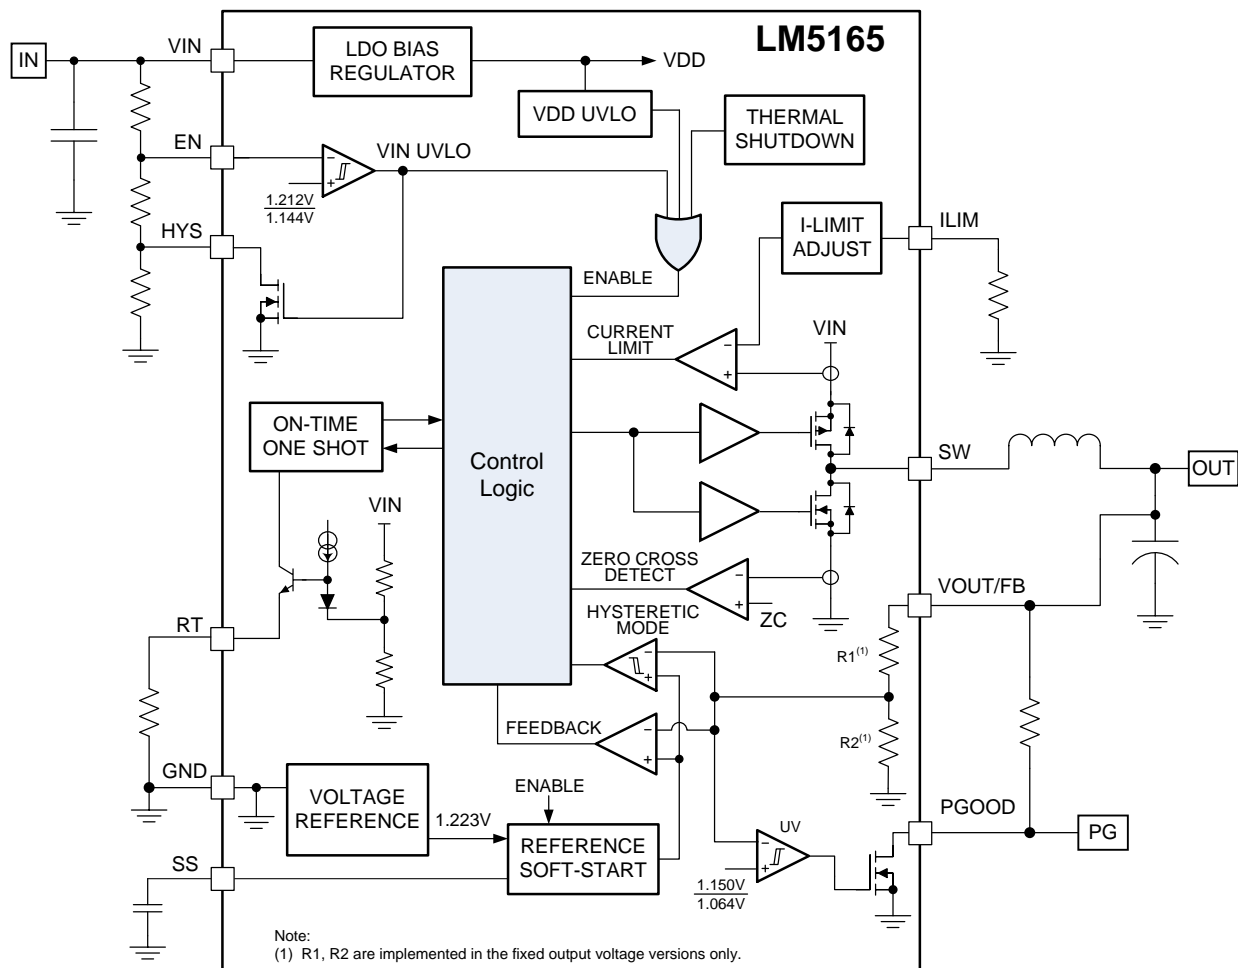 LM5165
IN
VIN
LDO BIAS
REGULATOR
VDD
VDD UVLO
THERMAL
SHUTDOWN
EN
−
+
VIN UVLO
1.212V
1.144V
HYS
I-LIMIT
ADJUST
ILIM
ENABLE
CURRENT
LIMIT
−
+
VIN
ON-TIME
ONE SHOT
Control
Logic
SW
OUT
VIN
ZERO CROSS
DETECT
−
+
ZC
VOUT/FB
HYSTERETIC
MODE
−
+
RT
R1(1)
FEEDBACK
−
+
R2(1)
GND
VOLTAGE
REFERENCE
1.223V
ENABLE
REFERENCE
SOFT-START
PGOOD
PG
UV
−
+
1.150V
1.064V
SS
Note:
(1) R1, R2 are implemented in the fixed output voltage versions only.